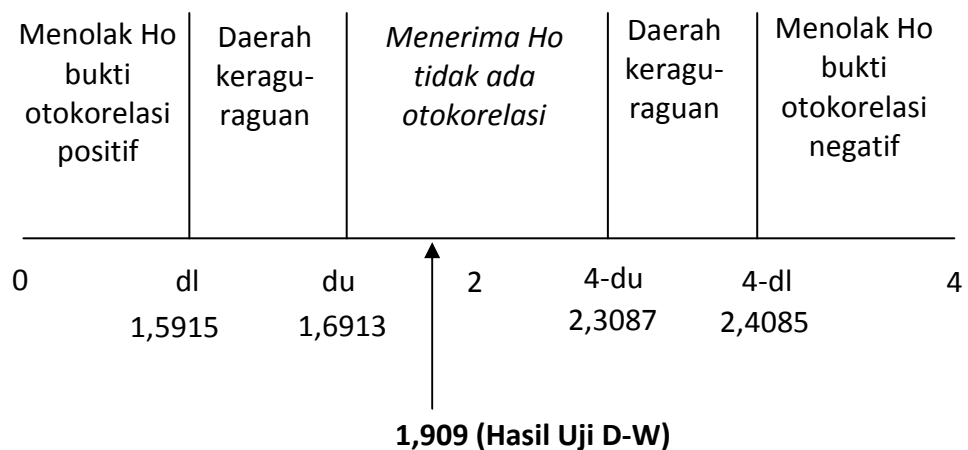 Menolak Ho
bukti
otokorelasi
positif
Daerah
keragu-
raguan
Menerima Ho
tidak ada
otokorelasi
Daerah
keragu-
raguan
Menolak Ho
bukti
otokorelasi
negatif
0
dl
du
2
4-du
4-dl
4
1,5915
1,6913
2,3087
2,4085
1,909 (Hasil Uji D-W)